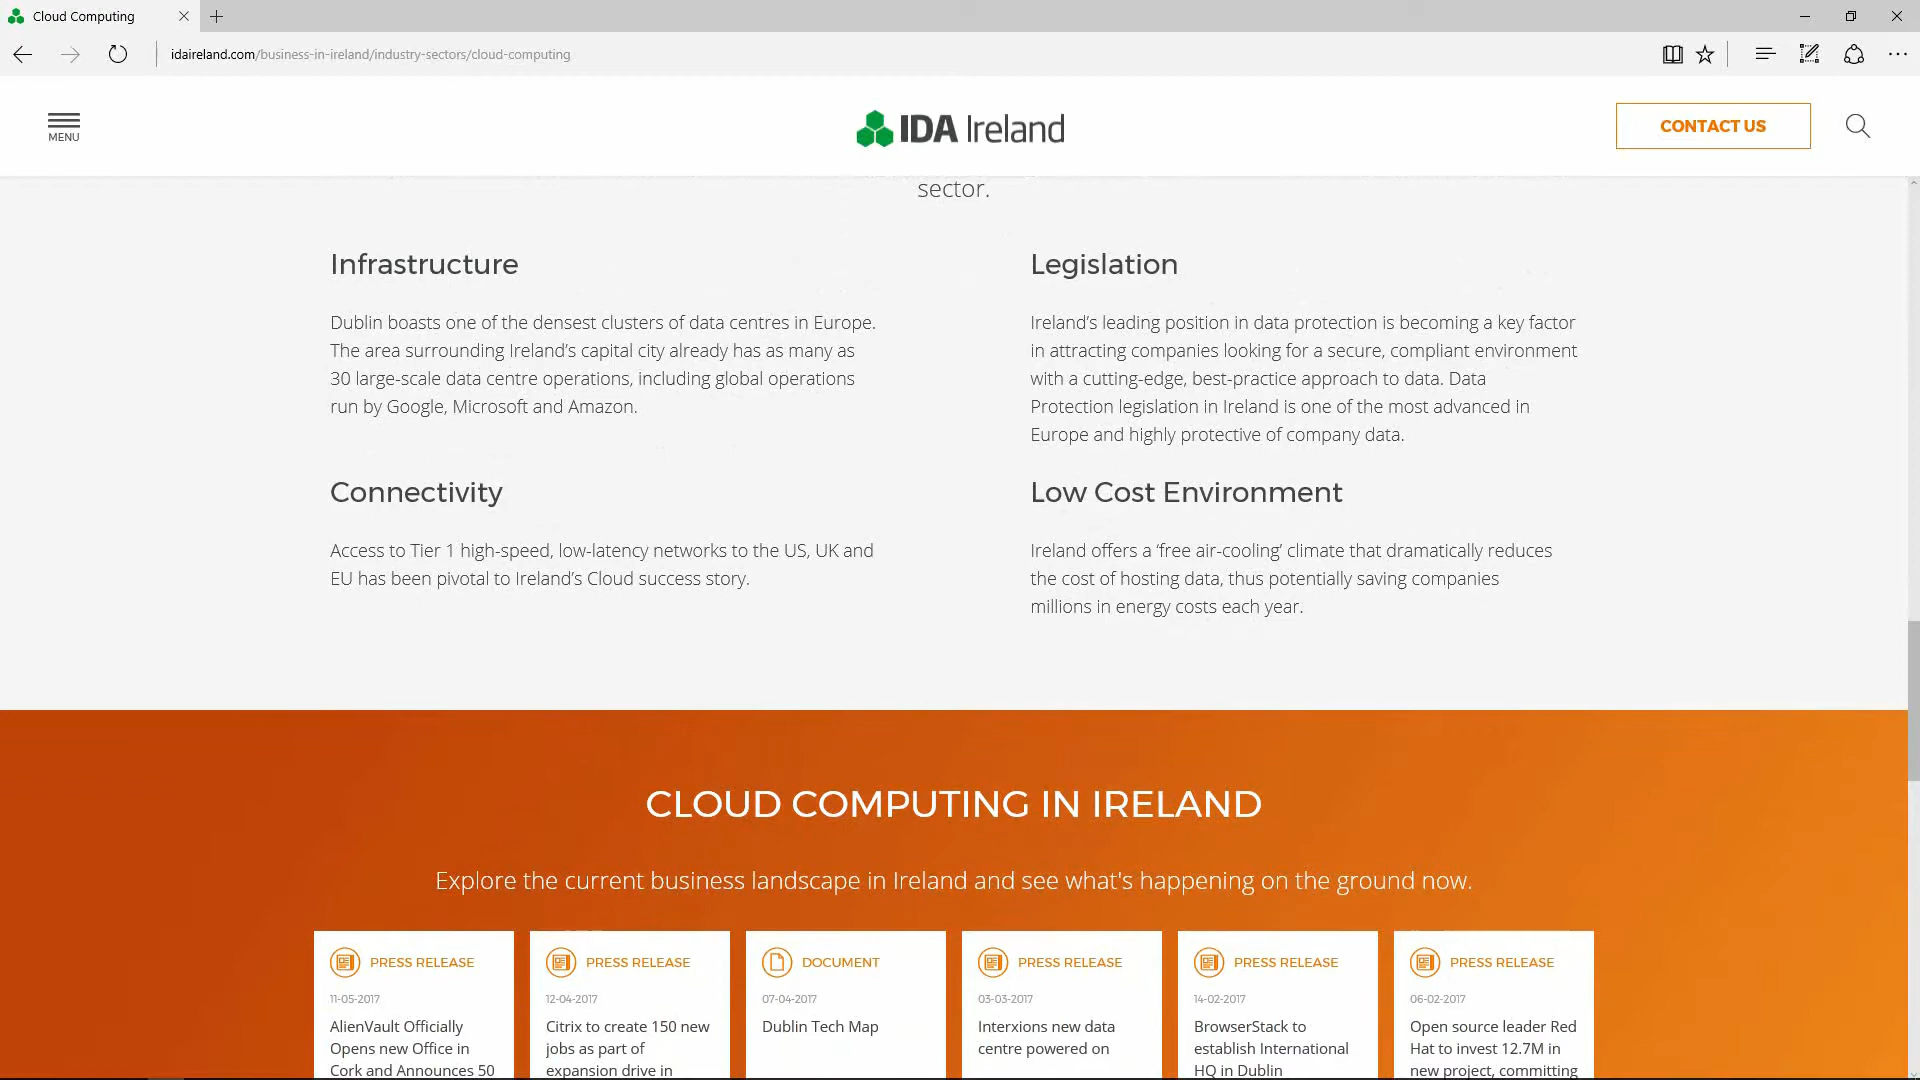 Cloud Computing
idaireland.com/business-in-ireland/industry-sectors/cloud-computing
MENU
IDA Ireland
CONTACT US
sector.
Infrastructure
Dublin boasts one of the densest clusters of data centres in Europe.
The area surrounding Ireland’s capital city already has as many as
30 large-scale data centre operations, including global operations
run by Google, Microsoft and Amazon.
Legislation
Ireland’s leading position in data protection is becoming a key factor
in attracting companies looking for a secure, compliant environment
with a cutting-edge, best-practice approach to data. Data
Protection legislation in Ireland is one of the most advanced in
Europe and highly protective of company data.
Connectivity
Access to Tier 1 high-speed, low-latency networks to the US, UK and
EU has been pivotal to Ireland’s Cloud success story.
Low Cost Environment
Ireland offers a ‘free air-cooling’ climate that dramatically reduces
the cost of hosting data, thus potentially saving companies
millions in energy costs each year.
CLOUD COMPUTING IN IRELAND
Explore the current business landscape in Ireland and see what's happening on the ground now.
PRESS RELEASE
11-05-2017
AlienVault Officially
Opens new Office in
Cork and Announces 50
PRESS RELEASE
12-04-2017
Citrix to create 150 new
jobs as part of
expansion drive in
DOCUMENT
07-04-2017
Dublin Tech Map
PRESS RELEASE
03-03-2017
Interxions new data
centre powered on
PRESS RELEASE
14-02-2017
BrowserStack to
establish International
HQ in Dublin
PRESS RELEASE
06-02-2017
Open source leader Red
Hat to invest 12.7M in
new project, committing